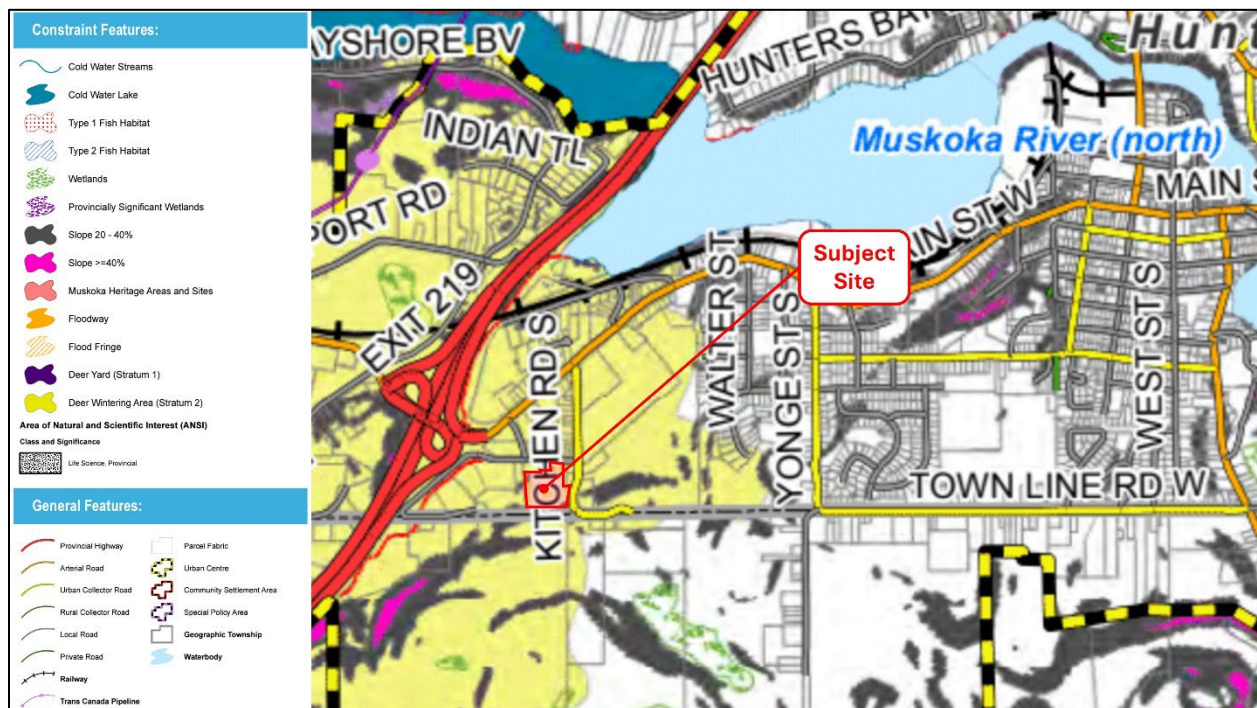 Constraint Features:
Cold Water Streams
Cold Water Lake
Type 1 Fish Habitat
Type 2 Fish Habitat
Wetlands
Provincially Significant Wetlands
Slope 20 - 40%
Slope >=40%
Muskoka Heritage Areas and Sites
Floodway
Flood Fringe
Deer Yard (Stratum 1)
Deer Wintering Area (Stratum 2)
Area of Natural and Scientific Interest (ANSI)
Class and Significance
Life Science, Provincial
General Features:
Provincial Highway
Arterial Road
Urban Collector Road
Rural Collector Road
Local Road
Private Road
Railway
Trans Canada Pipeline
Parcel Fabric
Urban Centre
Community Settlement Area
Special Policy Area
Geographic Township
Waterbody
AYSHORE BV
HUNTERS BA
Hun
INDIAN TL
Muskoka River (north)
PORT RD
MAIN S
AIN ST W
Subject
Site
EXIT 219
KITCHEN RD S
WALTER ST
YONGEST S
WEST ST S
TOWN LINE RD W